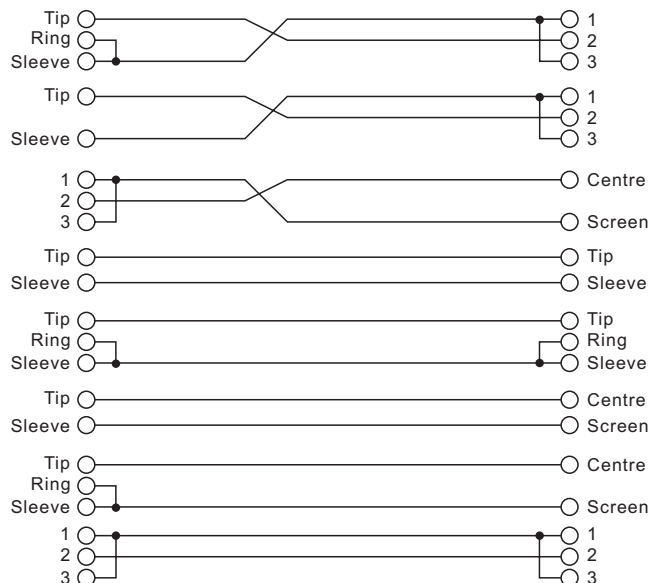 Tip 1
Ring 2
Sleeve 3
Tip 1
2
Sleeve 3
1 Centre
2
3 Screen
Tip Tip
Sleeve Sleeve
Tip Tip
Ring Ring
Sleeve Sleeve
Tip Centre
Sleeve Screen
Tip Centre
Ring
Sleeve Screen
1 1
2 2
3 3